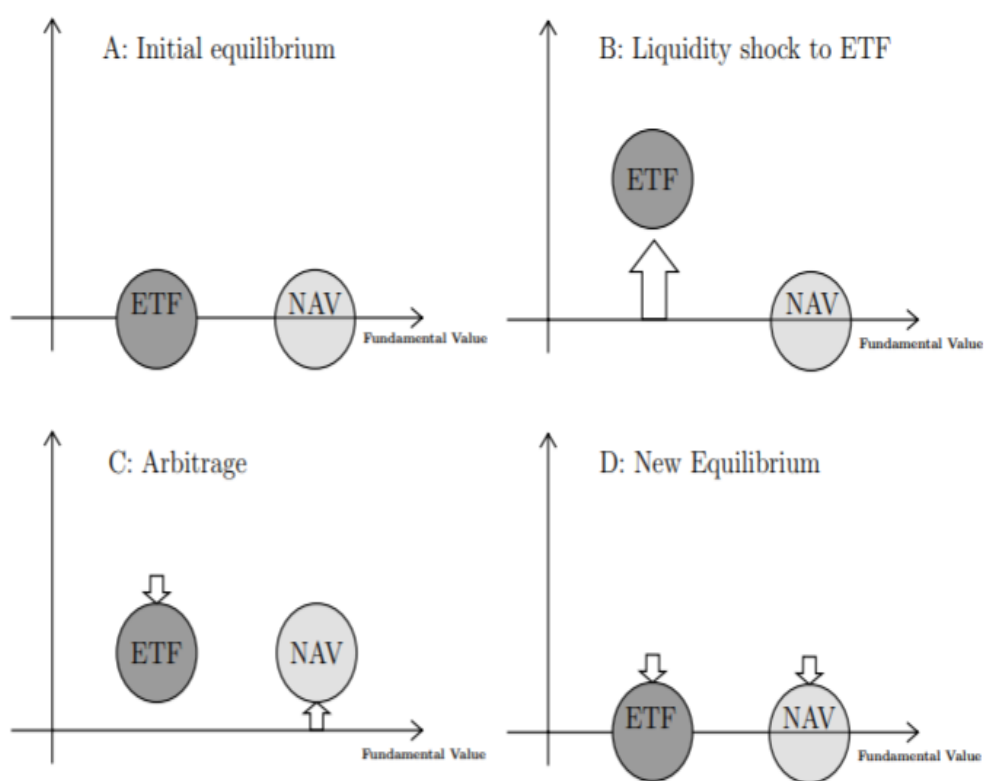 A: Initial equilibrium
ETF
NAV
Fundamental Value
B: Liquidity shock to ETF
ETF
NAV
Fundamental Value
C: Arbitrage
ETF
NAV
Fundamental Value
D: New Equilibrium
ETF
NAV
Fundamental Value